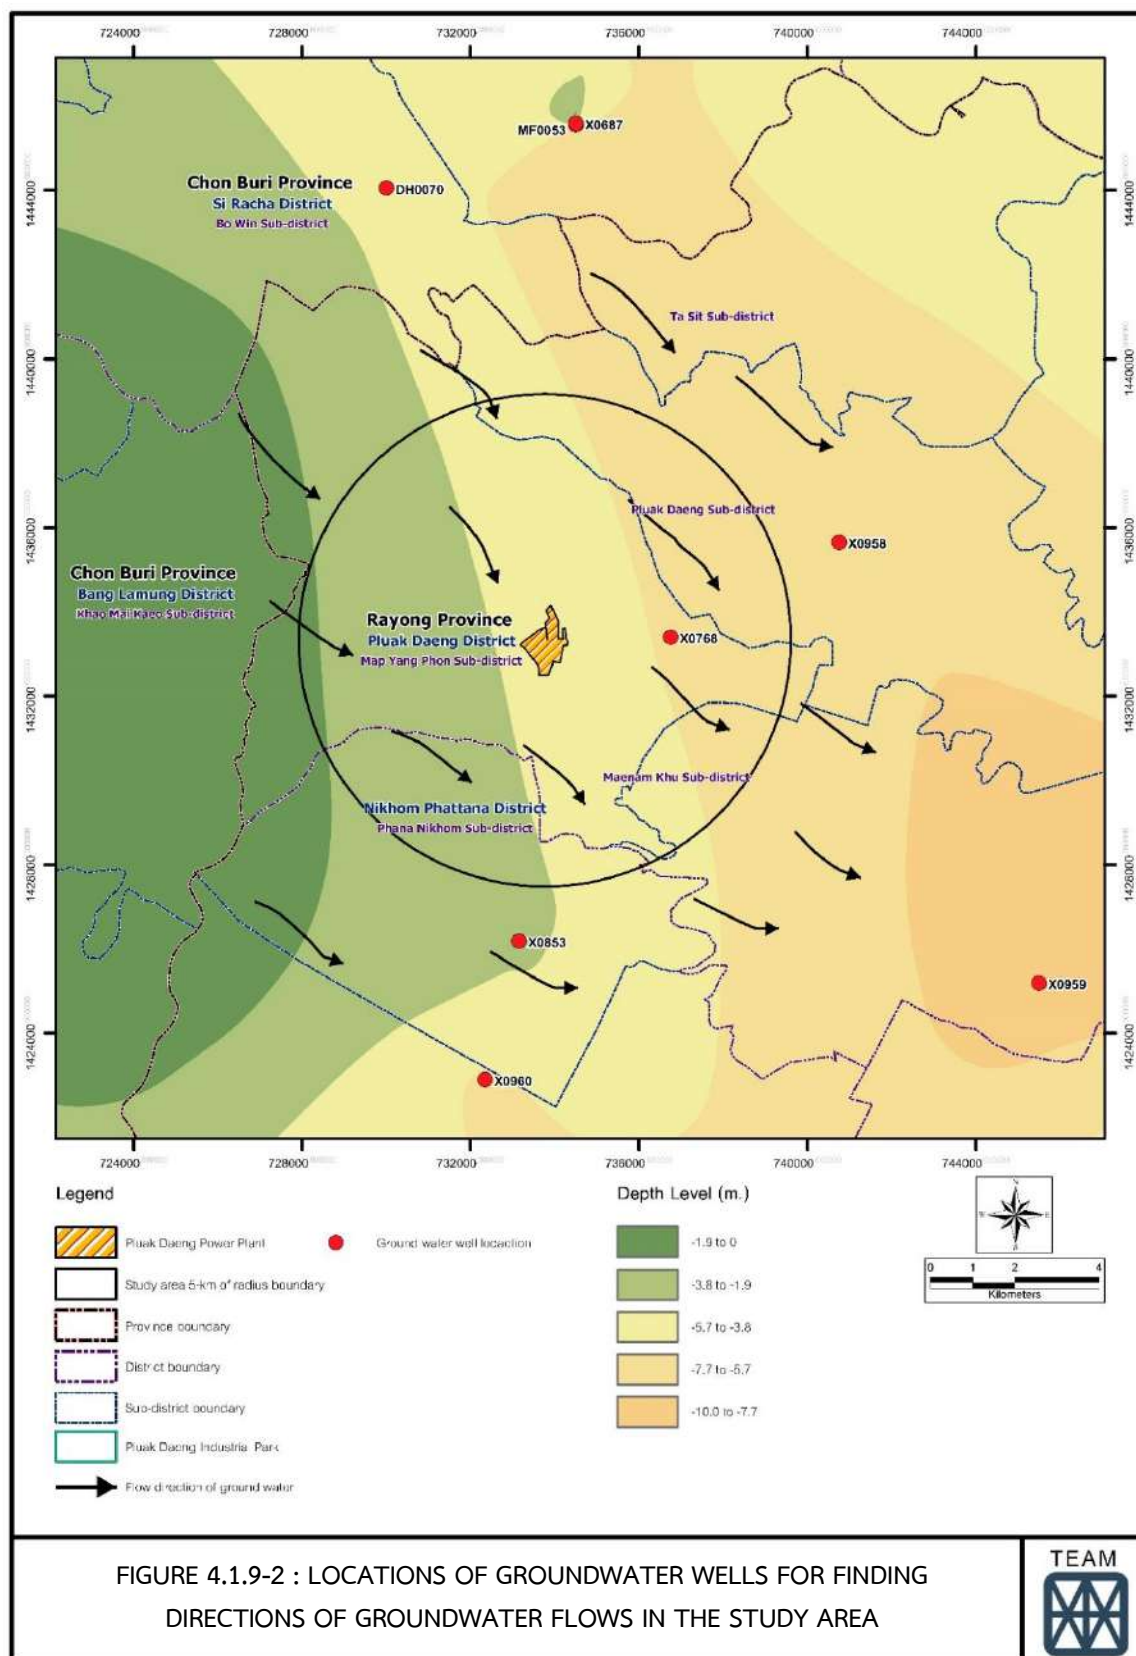 724000 728000 732000 736000 740000 744000
MF0053 X0687
DH0070
Chon Buri Province
Si Racha District
Bo Win Sub-district
1444000 1444000
Ta Sit Sub-district
1440000 1440000
Pluak Daeng Sub-district
1436000 1436000
X0958
Chon Buri Province
Bang Lamung District
Khao Mai Kaeo Sub-district
Rayong Province
Pluak Daeng District
Map Yang Phon Sub-district
X0768
1432000 1432000
Maenam Khu Sub-district
Nikhom Phattana District
Phana Nikhom Sub-district
1428000 1428000
X0853
X0959
1424000 1424000
X0960
724000 728000 732000 736000 740000 744000
Legend
Pluak Daeng Power Plant
Ground water well locaction
Study area 5-km of radius boundary
Province boundary
District boundary
Sub-district boundary
Pluak Daeng Industrial Park
Flow direction of ground water
Depth Level (m.)
-1.9 to 0
-3.8 to -1.9
-5.7 to -3.8
-7.7 to -5.7
-10.0 to -7.7
N
W E
S
0 1 2 4
Kilometers
FIGURE 4.1.9-2 : LOCATIONS OF GROUNDWATER WELLS FOR FINDING
DIRECTIONS OF GROUNDWATER FLOWS IN THE STUDY AREA
TEAM